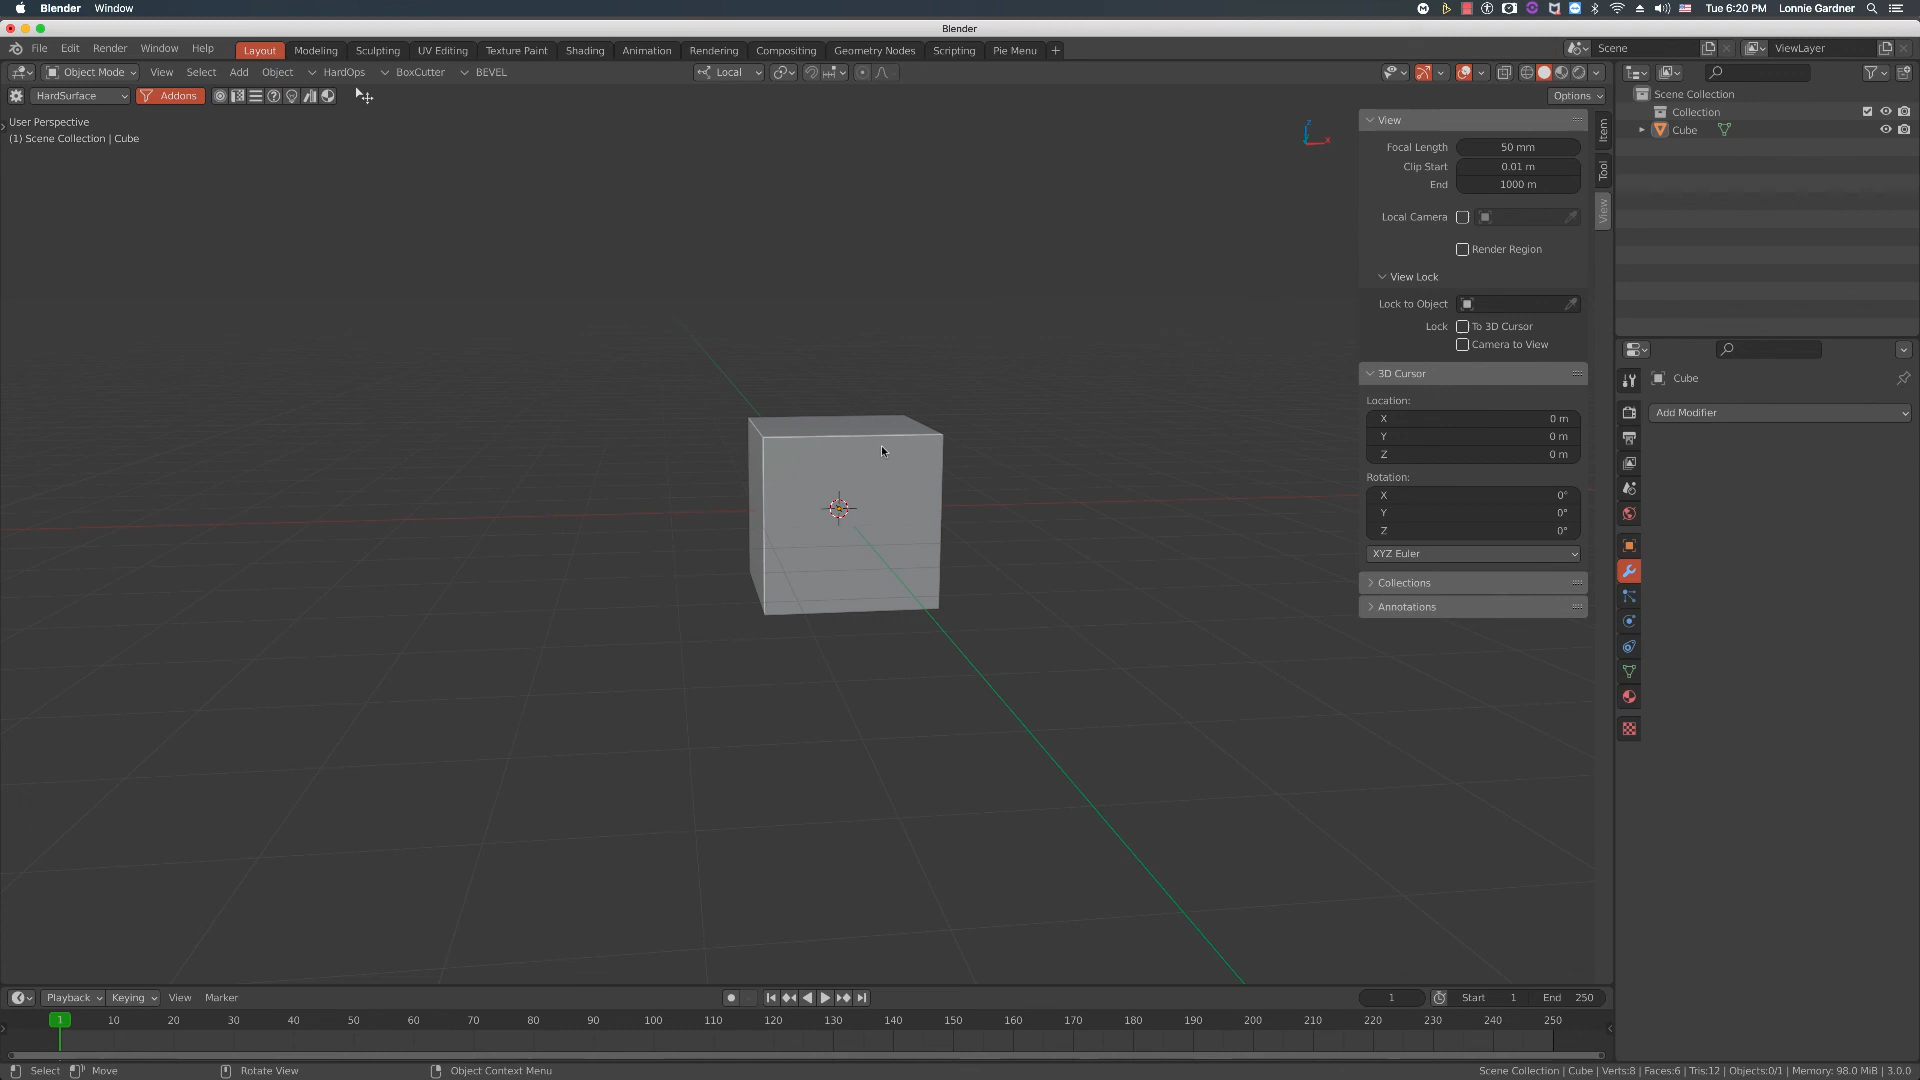 Blender Window Tue 6:20 PM Lonnie Gardner
Blender
File Edit Render Window Help Layout Modeling Sculpting UV Editing Texture Paint Shading Animation Rendering Compositing Geometry Nodes Scripting Pie Menu + Scene ViewLayer
Object Mode View Select Add Object HardOps BoxCutter BEVEL Local
HardSurface Addons Options
User Perspective
(1) Scene Collection | Cube
Z
X
View
Focal Length 50 mm
Clip Start 0.01 m
End 1000 m
Local Camera
Render Region
View Lock
Lock to Object
Lock To 3D Cursor
Camera to View
3D Cursor
Location:
X 0 m
Y 0 m
Z 0 m
Rotation:
X 0°
Y 0°
Z 0°
XYZ Euler
Collections
Annotations
Item
Tool
View
Scene Collection
Collection
Cube
Cube
Add Modifier
Playback Keying View Marker 1 Start 1 End 250
1 10 20 30 40 50 60 70 80 90 100 110 120 130 140 150 160 170 180 190 200 210 220 230 240 250
Select Move Rotate View Object Context Menu Scene Collection | Cube | Verts:8 | Faces:6 | Tris:12 | Objects:0/1 | Memory: 98.0 MiB | 3.0.0